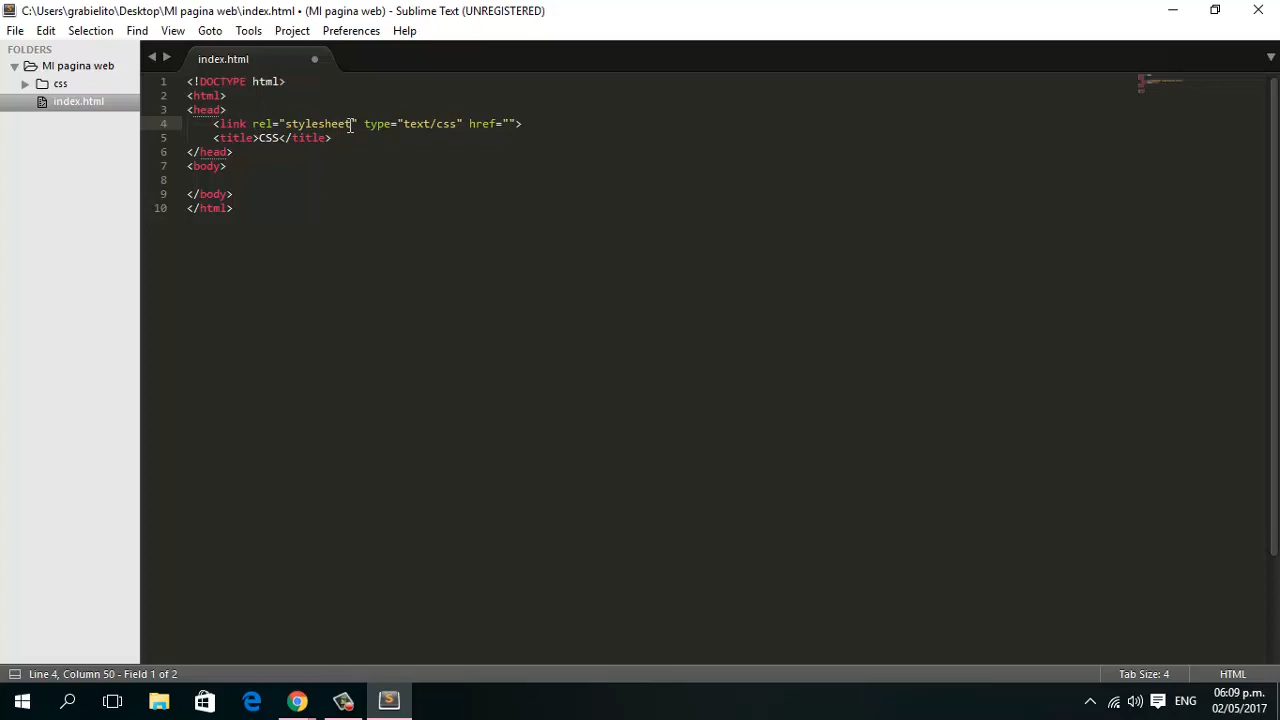 C:\Users\grabielito\Desktop\MI pagina web\index.html • (MI pagina web) - Sublime Text (UNREGISTERED)
File Edit Selection Find View Goto Tools Project Preferences Help
FOLDERS
MI pagina web
css
index.html
index.html
1 <!DOCTYPE html>
2 <html>
3 <head>
4 <link rel="stylesheet" type="text/css" href="">
5 <title>CSS</title>
6 </head>
7 <body>
8
9 </body>
10 </html>
Line 4, Column 50 - Field 1 of 2
Tab Size: 4
HTML
ENG
06:09 p.m.
02/05/2017